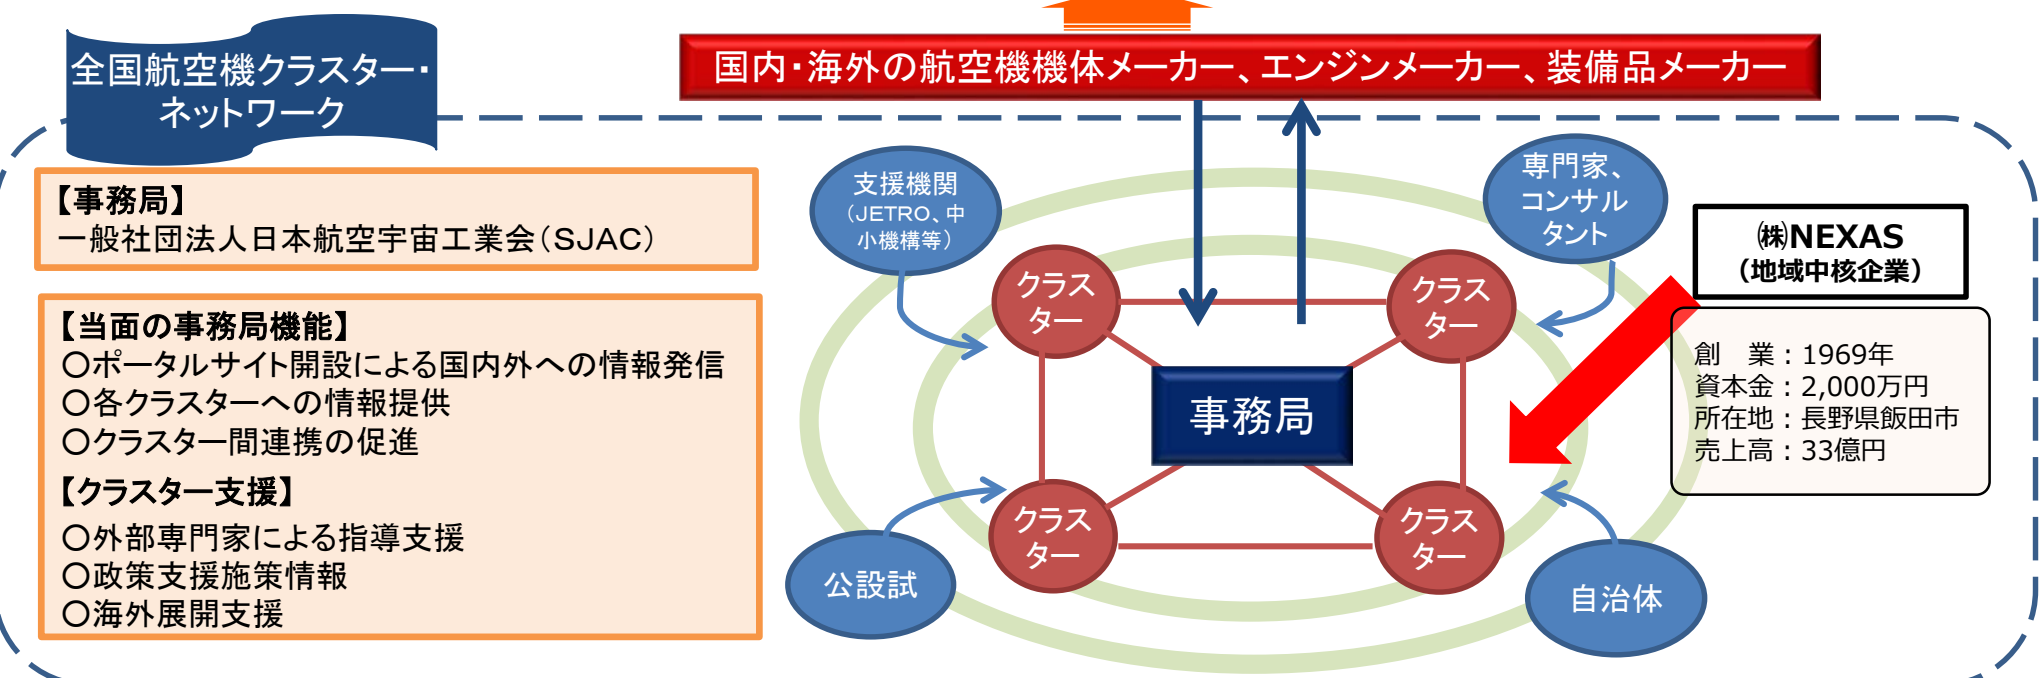 全国航空機クラスター・
ネットワーク
国内・海外の航空機機体メーカー、エンジンメーカー、装備品メーカー
【事務局】
一般社団法人日本航空宇宙工業会（SJAC）
【当面の事務局機能】
〇ポータルサイト開設による国内外への情報発信
〇各クラスターへの情報提供
〇クラスター間連携の促進
【クラスター支援】
〇外部専門家による指導支援
〇政策支援施策情報
〇海外展開支援
支援機関
（JETRO、中
小機構等）
専門家、
コンサル
タント
クラス
ター
クラス
ター
事務局
クラス
ター
クラス
ター
公設試
自治体
㈱NEXAS
（地域中核企業）
創　業：1969年
資本金：2,000万円
所在地：長野県飯田市
売上高：33億円